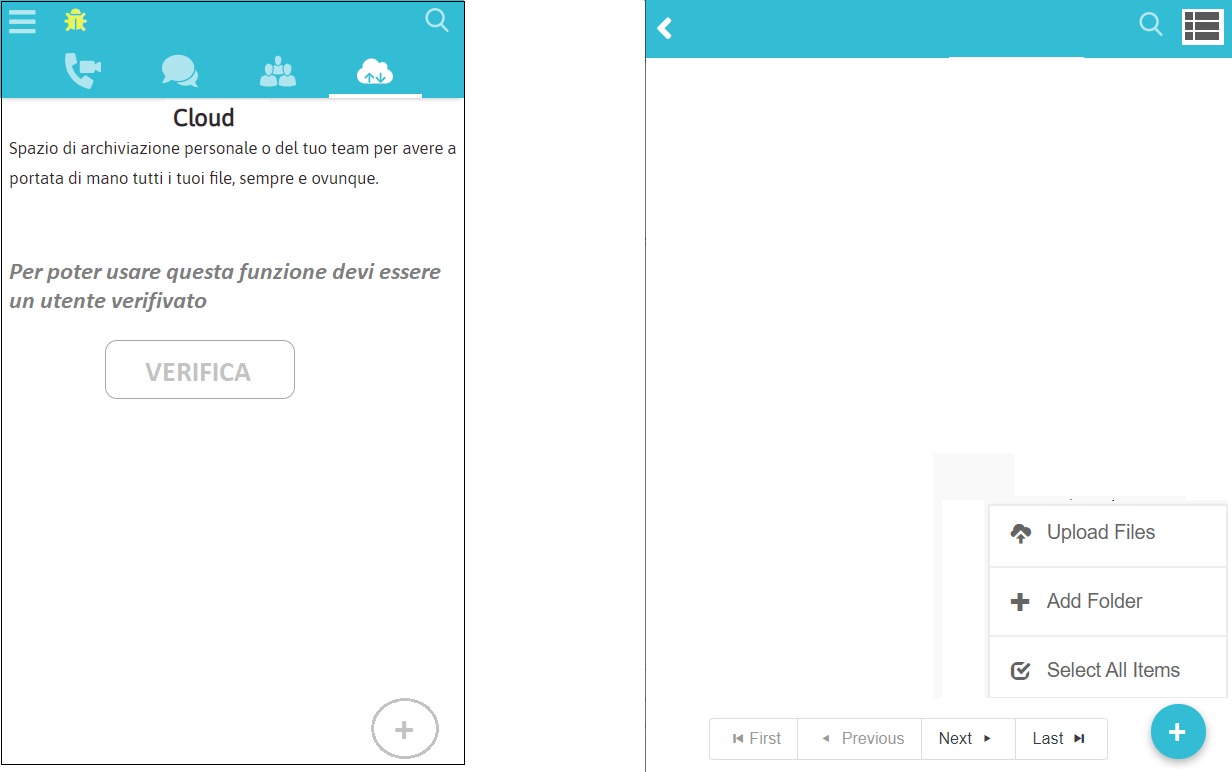 Cloud
Spazio di archiviazione personale o del tuo team per avere a
portata di mano tutti i tuoi file, sempre e ovunque.
Per poter usare questa funzione devi essere
un utente verifivato
VERIFICA
Upload Files
Add Folder
Select All Items
First Previous Next Last